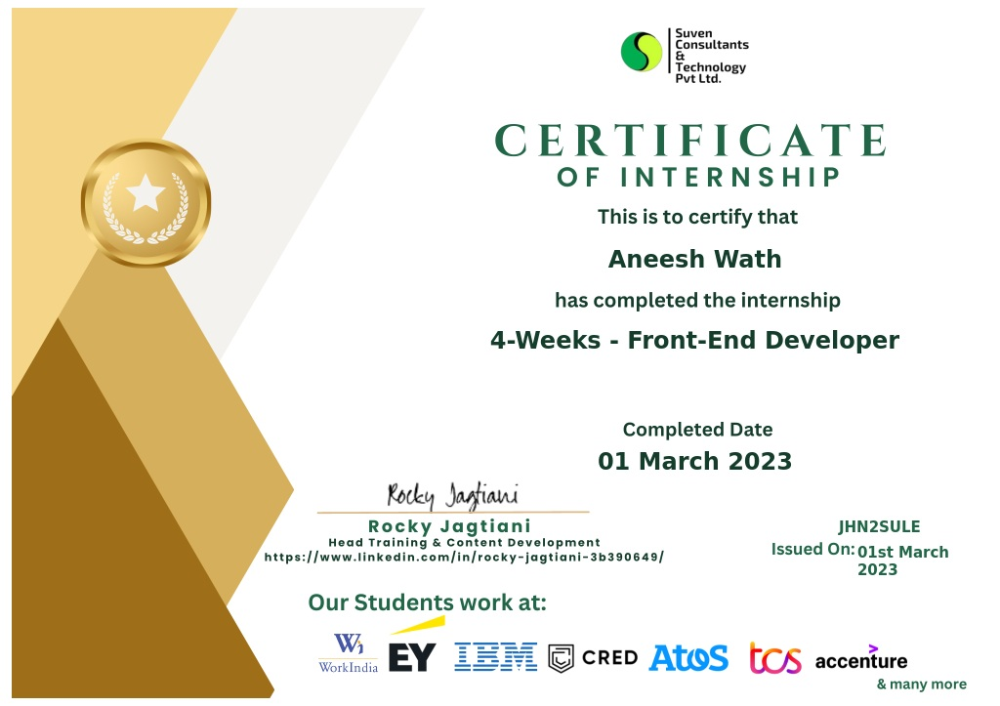 Suven
Consultants
&
Technology
Pvt Ltd.
CERTIFICATE
OF INTERNSHIP
This is to certify that
Aneesh Wath
has completed the internship
4-Weeks - Front-End Developer
Completed Date
01 March 2023
Rocky Jagtiani
Rocky Jagtiani
Head Training & Content Development
https://www.linkedin.com/in/rocky-jagtiani-3b390649/
JHN2SULE
Issued On: 01st March
2023
Our Students work at:
WI
WorkIndia
EY
IBM
CRED
Atos
tcs
accenture
& many more